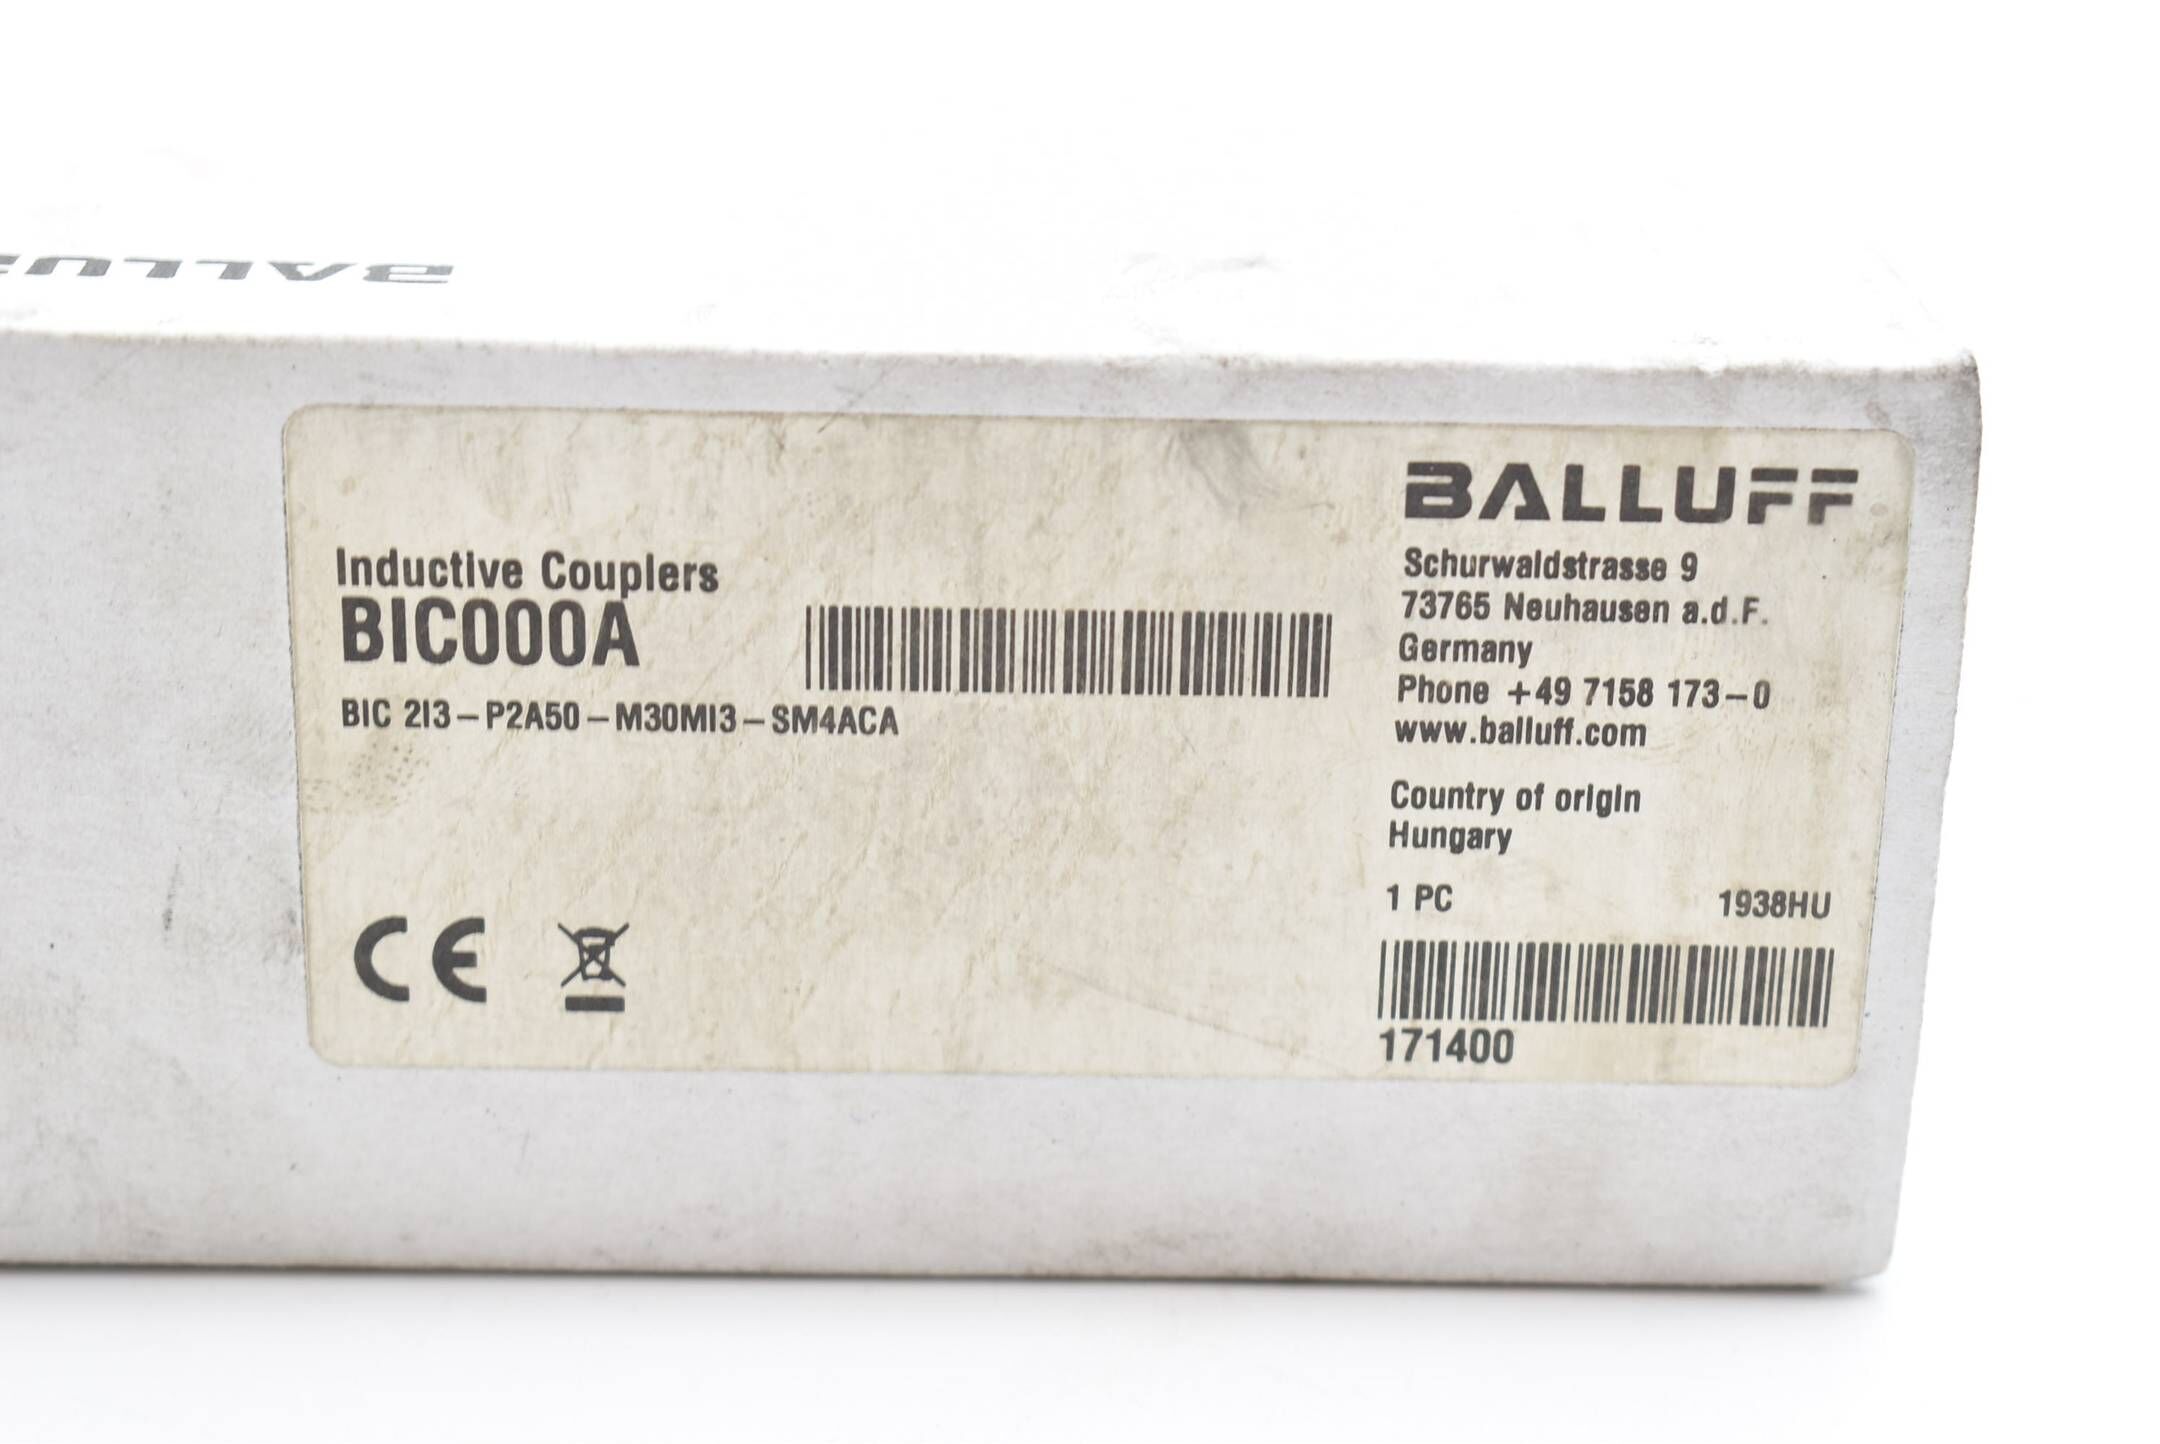 BALLUF
Inductive Couplers
BIC000A
BIC 2I3-P2A50-M30MI3-SM4ACA
CE
BALLUFF
Schurwaldstrasse 9
73765 Neuhausen a.d.F.
Germany
Phone +49 7158 173-0
www.balluff.com
Country of origin
Hungary
1 PC 1938HU
171400